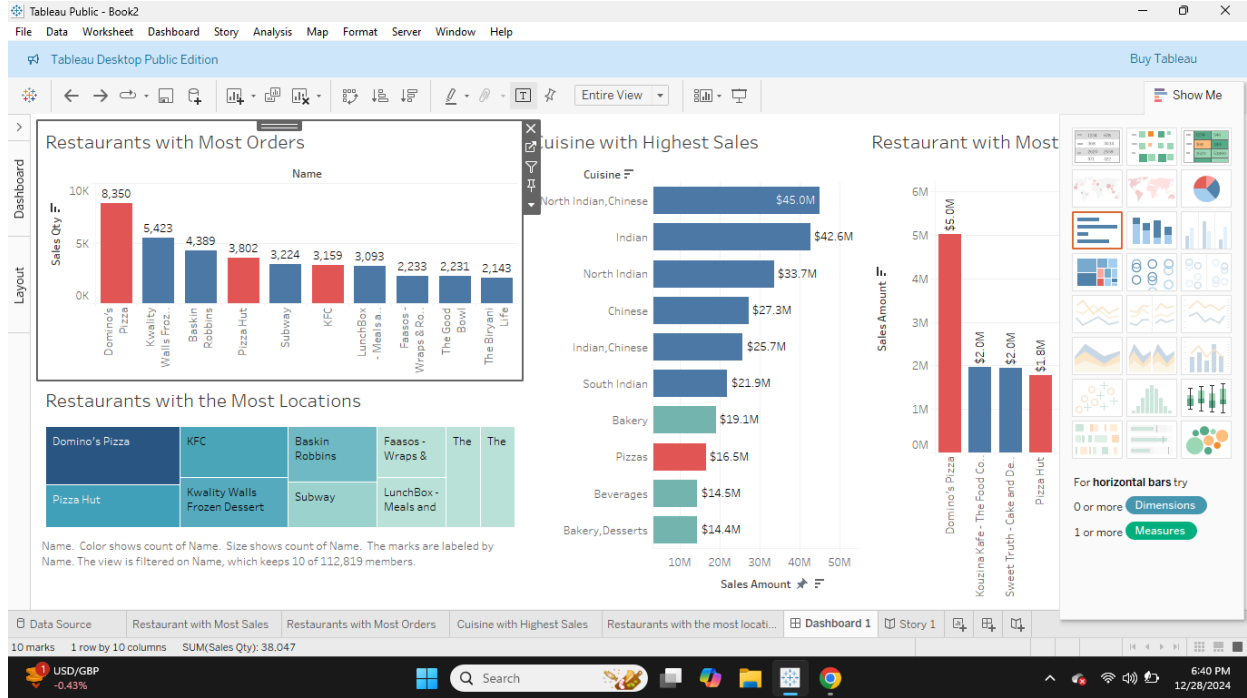 Tableau Public - Book2
File Data Worksheet Dashboard Story Analysis Map Format Server Window Help
Tableau Desktop Public Edition
Buy Tableau
Entire View
Show Me
Dashboard
Layout
Restaurants with Most Orders
Name
Sales Qty
10K
5K
0K
8,350
5,423
4,389
3,802
3,224
3,159
3,093
2,233
2,231
2,143
Domino's
Pizza
Kwality
Walls Froz..
Baskin
Robbins
Pizza Hut
Subway
KFC
LunchBox
- Meals a..
Faasos -
Wraps & Ro..
The Good
Bowl
The Biryani
Life
Restaurants with the Most Locations
Domino's Pizza
Pizza Hut
KFC
Kwality Walls
Frozen Dessert
Baskin
Robbins
Subway
Faasos -
Wraps &
LunchBox -
Meals and
The
The
Name. Color shows count of Name. Size shows count of Name. The marks are labeled by
Name. The view is filtered on Name, which keeps 10 of 112,819 members.
Cuisine with Highest Sales
Cuisine
North Indian,Chinese $45.0M
Indian $42.6M
North Indian $33.7M
Chinese $27.3M
Indian,Chinese $25.7M
South Indian $21.9M
Bakery $19.1M
Pizzas $16.5M
Beverages $14.5M
Bakery,Desserts $14.4M
10M 20M 30M 40M 50M
Sales Amount
Restaurant with Most
Sales Amount
6M
5M
4M
3M
2M
1M
0M
$5.0M
$2.0M
$2.0M
$1.8M
Domino's Pizza
Kouzina Kafe - The Food Co..
Sweet Truth - Cake and De..
Pizza Hut
For horizontal bars try
0 or more Dimensions
1 or more Measures
Data Source Restaurant with Most Sales Restaurants with Most Orders Cuisine with Highest Sales Restaurants with the most locati... Dashboard 1 Story 1
10 marks 1 row by 10 columns SUM(Sales Qty): 38,047
1
USD/GBP
-0.43%
Search
6:40 PM
12/28/2024